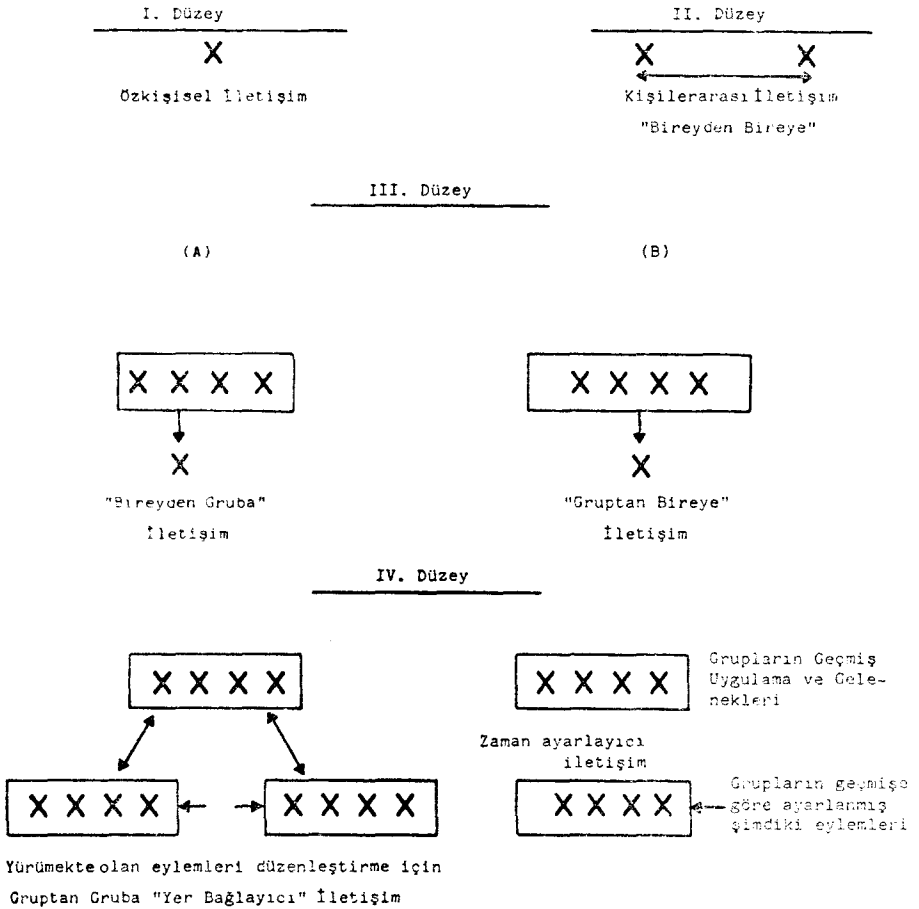 I. Düzey
II. Düzey
X
X X
Özkişisel İletişim
Kişilerarası İletişim
"Bireyden Bireye"
III. Düzey
(A)
(B)
X X X X
X X X X
X
X
"Bireyden Gruba"
İletişim
"Gruptan Bireye"
İletişim
IV. Düzey
X X X X
X X X X
Grupların Geçmiş
Uygulama ve Gele-
nekleri
Zaman ayarlayıcı
iletişim
X X X X
X X X X
X X X X
Grupların geçmişe
göre ayarlanmış
şimdiki eylemleri
Yürümekte olan eylemleri düzenleştirme için
Gruptan Gruba "Yer Bağlayıcı" İletişim